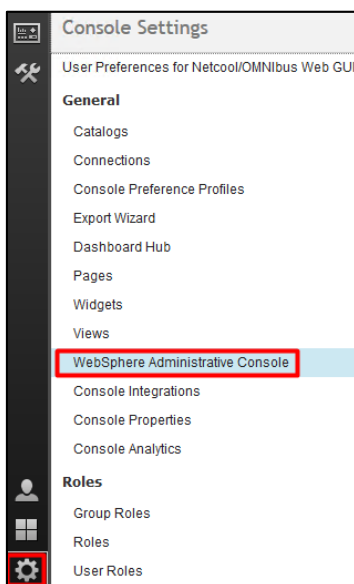 Console Settings
User Preferences for Netcool/OMNIbus Web GUI
General
Catalogs
Connections
Console Preference Profiles
Export Wizard
Dashboard Hub
Pages
Widgets
Views
WebSphere Administrative Console
Console Integrations
Console Properties
Console Analytics
Roles
Group Roles
Roles
User Roles